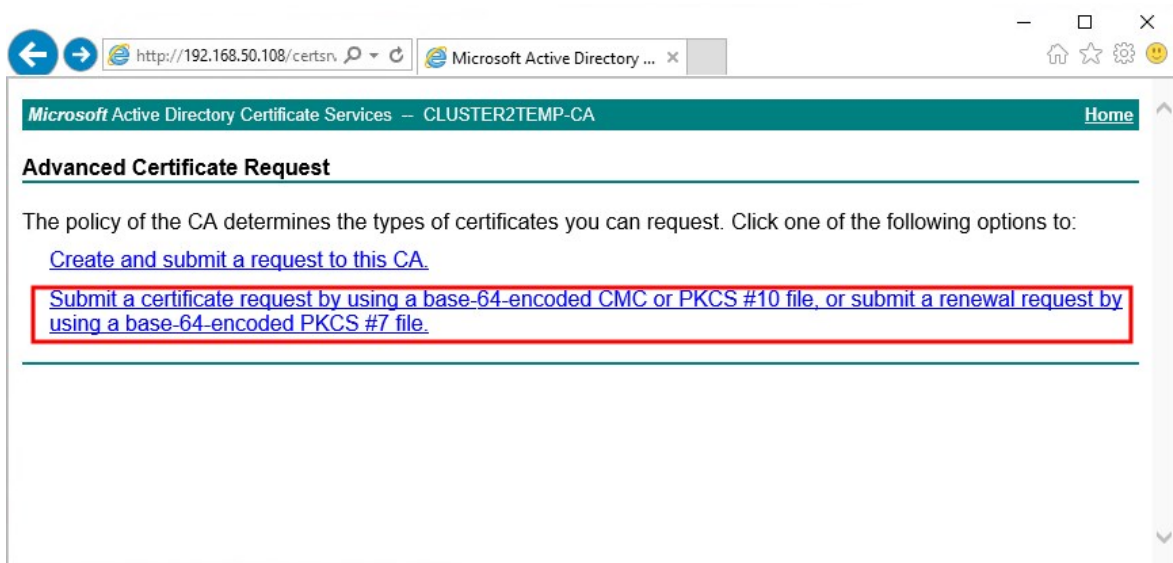 http://192.168.50.108/certsrv
Microsoft Active Directory ...
Microsoft Active Directory Certificate Services -- CLUSTER2TEMP-CA Home
Advanced Certificate Request
The policy of the CA determines the types of certificates you can request. Click one of the following options to:
Create and submit a request to this CA.
Submit a certificate request by using a base-64-encoded CMC or PKCS #10 file, or submit a renewal request by
using a base-64-encoded PKCS #7 file.